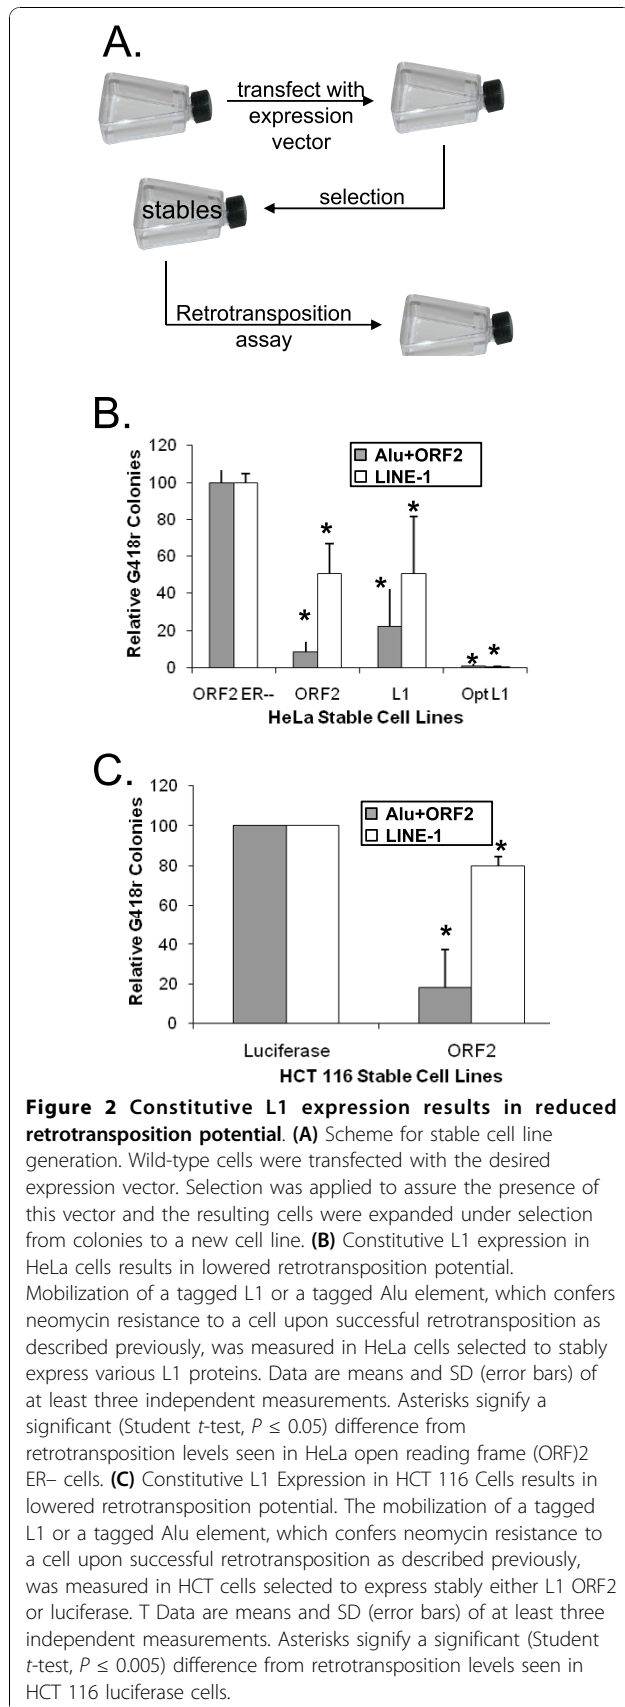 A.
transfect with
expression
vector
stables
selection
Retrotransposition
assay
B.
120
100
80
60
40
20
0
Relative G418r Colonies
Alu+ORF2
LINE-1
*
*
*
*
*
*
ORF2 ER--
ORF2
L1
Opt L1
HeLa Stable Cell Lines
C.
120
100
80
60
40
20
0
Relative G418r Colonies
Alu+ORF2
LINE-1
*
*
Luciferase
ORF2
HCT 116 Stable Cell Lines
Figure 2 Constitutive L1 expression results in reduced
retrotransposition potential. (A) Scheme for stable cell line
generation. Wild-type cells were transfected with the desired
expression vector. Selection was applied to assure the presence of
this vector and the resulting cells were expanded under selection
from colonies to a new cell line. (B) Constitutive L1 expression in
HeLa cells results in lowered retrotransposition potential.
Mobilization of a tagged L1 or a tagged Alu element, which confers
neomycin resistance to a cell upon successful retrotransposition as
described previously, was measured in HeLa cells selected to stably
express various L1 proteins. Data are means and SD (error bars) of
at least three independent measurements. Asterisks signify a
significant (Student t-test, P ≤ 0.05) difference from
retrotransposition levels seen in HeLa open reading frame (ORF)2
ER– cells. (C) Constitutive L1 Expression in HCT 116 Cells results in
lowered retrotransposition potential. The mobilization of a tagged
L1 or a tagged Alu element, which confers neomycin resistance to
a cell upon successful retrotransposition as described previously,
was measured in HCT cells selected to express stably either L1 ORF2
or luciferase. T Data are means and SD (error bars) of at least three
independent measurements. Asterisks signify a significant (Student
t-test, P ≤ 0.005) difference from retrotransposition levels seen in
HCT 116 luciferase cells.